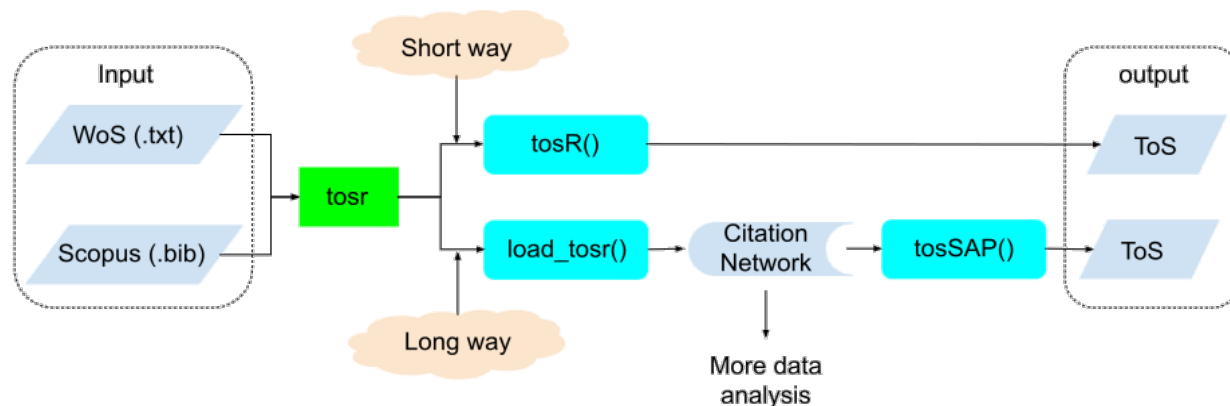 Input
WoS (.txt)
Scopus (.bib)
tosr
Short way
Long way
tosR()
load_tosr()
Citation
Network
More data
analysis
tosSAP()
output
ToS
ToS